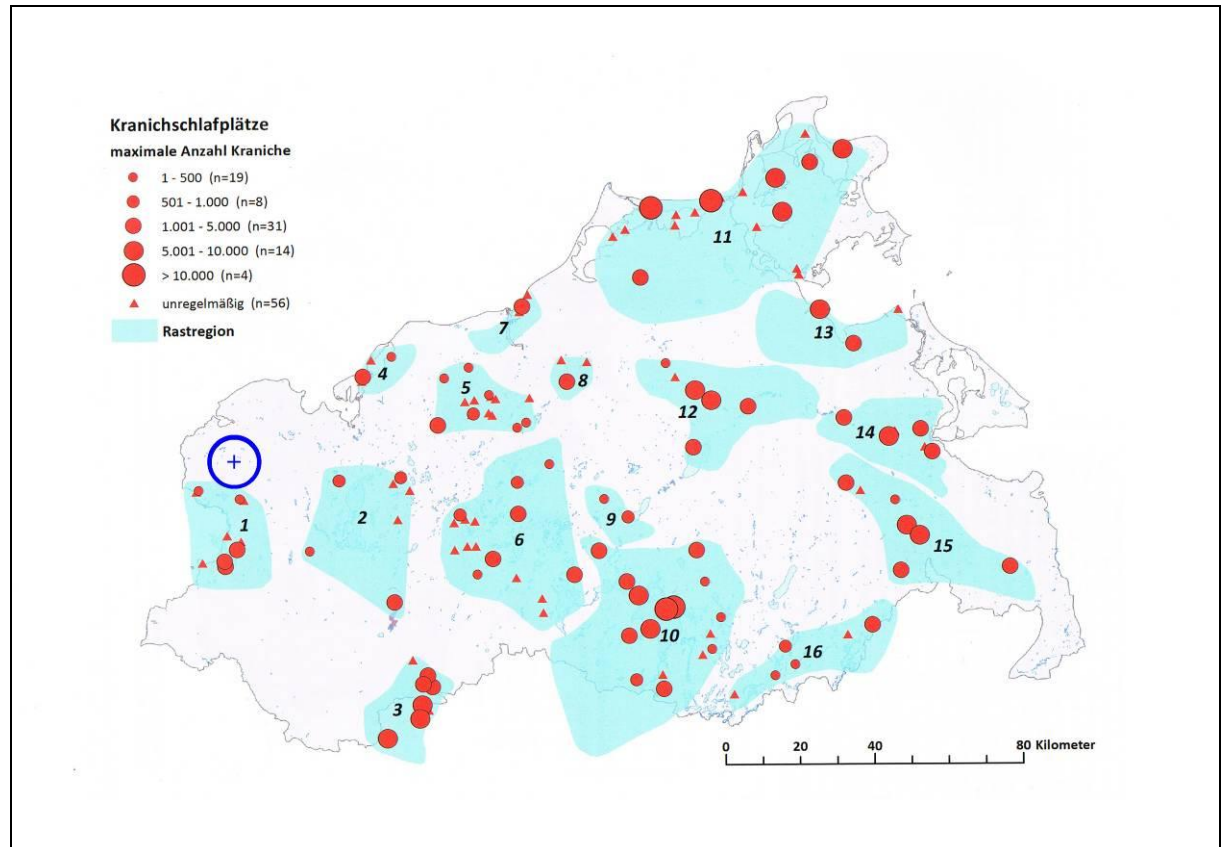 Kranichschlafplätze
maximale Anzahl Kraniche
1 - 500 (n=19)
501 - 1.000 (n=8)
1.001 - 5.000 (n=31)
5.001 - 10.000 (n=14)
> 10.000 (n=4)
unregelmäßig (n=56)
Rastregion
11
7
13
4
8
5
12
14
1
2
6
9
15
10
16
3
0 20 40 80 Kilometer